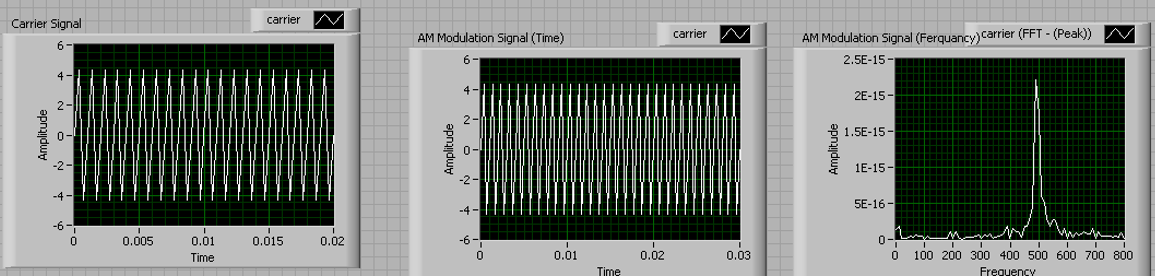 Carrier Signal
carrier
6
4
2
0
-2
-4
-6
Amplitude
0 0.005 0.01 0.015 0.02
Time
AM Modulation Signal (Time)
carrier
6
4
2
0
-2
-4
-6
Amplitude
0 0.01 0.02 0.03
Time
AM Modulation Signal (Ferquancy)
carrier (FFT - (Peak))
2.5E-15
2E-15
1.5E-15
1E-15
5E-16
0
Amplitude
0 100 200 300 400 500 600 700 800
Frequency